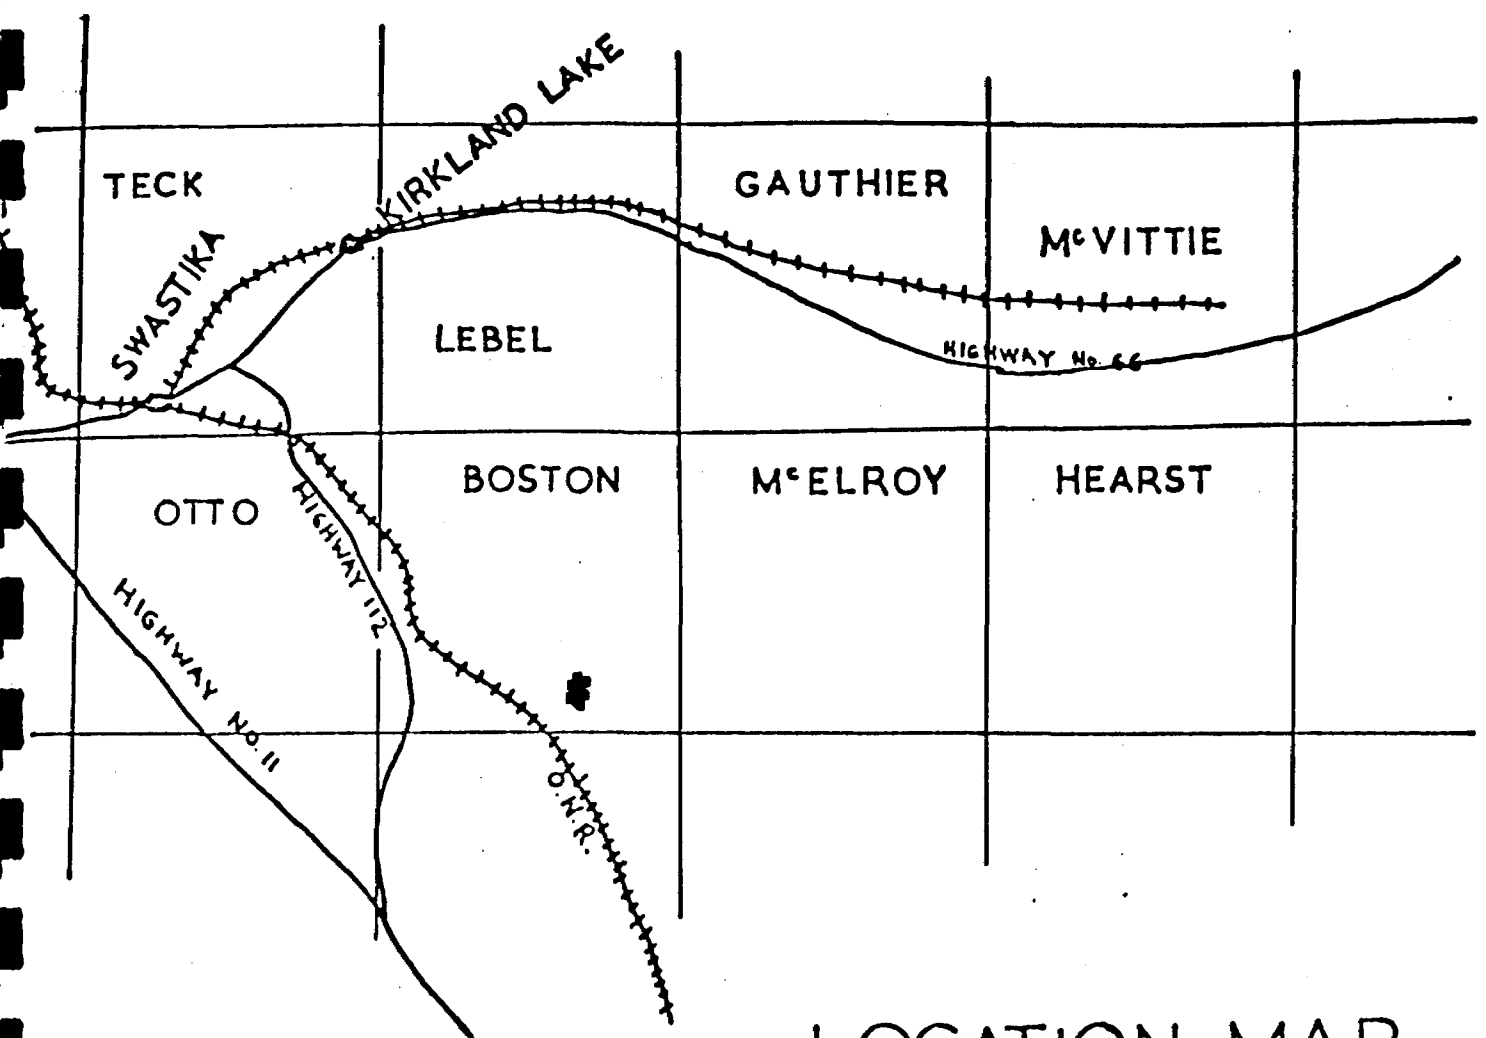 KIRKLAND LAKE
TECK
GAUTHIER
McVITTIE
SWASTIKA
LEBEL
HIGHWAY No. 66
BOSTON
McELROY
HEARST
OTTO
HIGHWAY 112
HIGHWAY No. 11
O.N.R.
LOCATION MAP